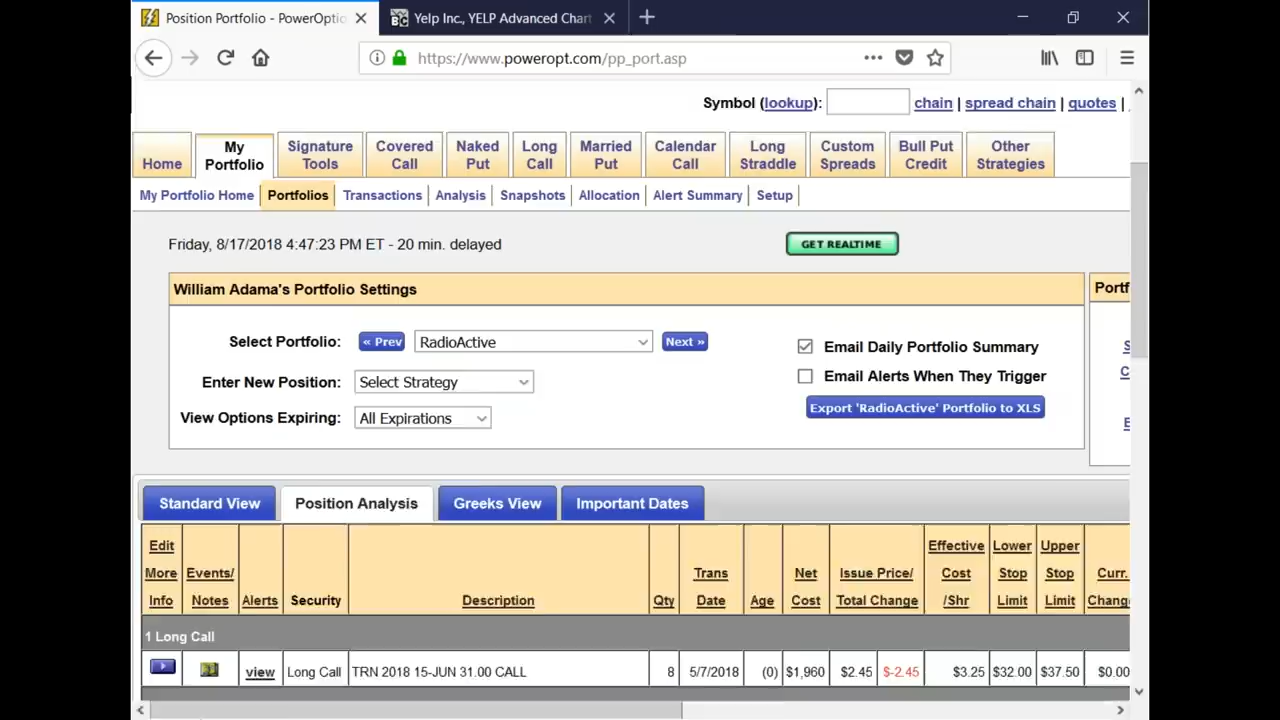 Position Portfolio - PowerOptio
Yelp Inc., YELP Advanced Chart
https://www.poweropt.com/pp_port.asp
Symbol (lookup): chain | spread chain | quotes |
Home
My Portfolio
Signature Tools
Covered Call
Naked Put
Long Call
Married Put
Calendar Call
Long Straddle
Custom Spreads
Bull Put Credit
Other Strategies
My Portfolio Home | Portfolios | Transactions | Analysis | Snapshots | Allocation | Alert Summary | Setup |
Friday, 8/17/2018 4:47:23 PM ET - 20 min. delayed
GET REALTIME
William Adama's Portfolio Settings
Portf
Select Portfolio: « Prev RadioActive Next »
Email Daily Portfolio Summary
Enter New Position: Select Strategy
Email Alerts When They Trigger
View Options Expiring: All Expirations
Export 'RadioActive' Portfolio to XLS
S
C
E
Standard View Position Analysis Greeks View Important Dates
Edit More Info
Events/ Notes
Alerts
Security
Description
Qty
Trans Date
Age
Net Cost
Issue Price/ Total Change
Effective Cost /Shr
Lower Stop Limit
Upper Stop Limit
Curr. Chang
1 Long Call
view Long Call TRN 2018 15-JUN 31.00 CALL 8 5/7/2018 (0) $1,960 $2.45 $-2.45 $3.25 $32.00 $37.50 $0.00